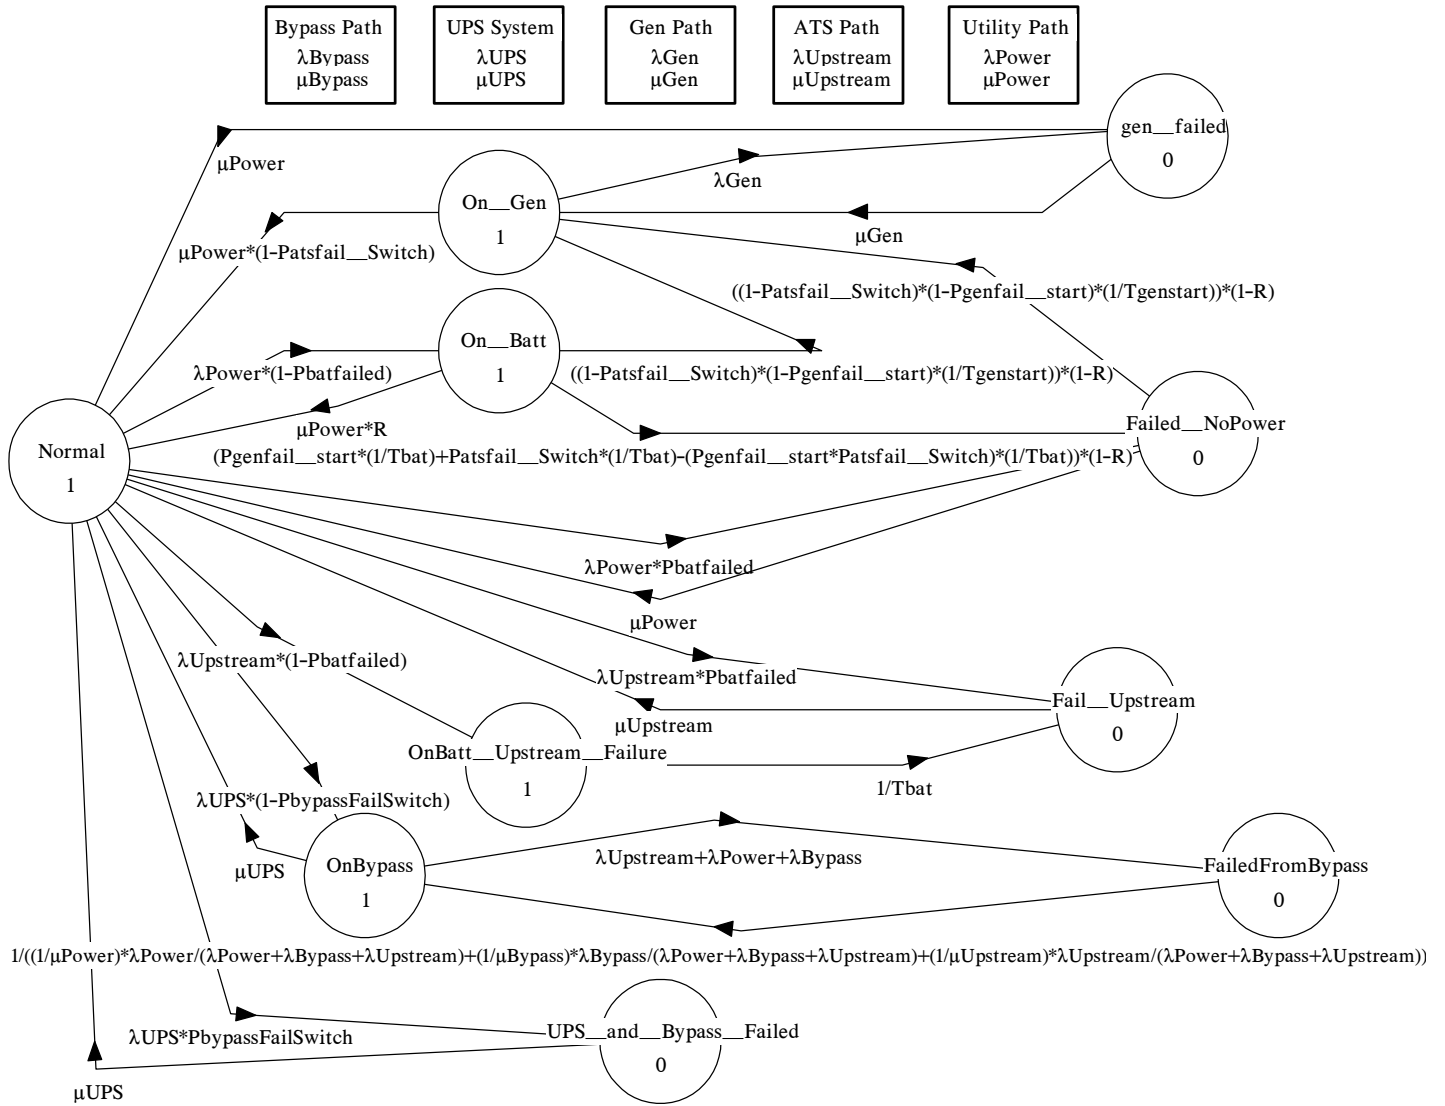 Bypass Path
λBypass
μBypass
UPS System
λUPS
μUPS
Gen Path
λGen
μGen
ATS Path
λUpstream
μUpstream
Utility Path
λPower
μPower
gen__failed
0
μPower
λGen
On__Gen
1
μGen
μPower*(1-Patsfail__Switch)
((1-Patsfail__Switch)*(1-Pgenfail__start)*(1/Tgenstart))*(1-R)
On__Batt
1
λPower*(1-Pbatfailed)
((1-Patsfail__Switch)*(1-Pgenfail__start)*(1/Tgenstart))*(1-R)
μPower*R
Failed__NoPower
0
Normal
1
(Pgenfail__start*(1/Tbat)+Patsfail__Switch*(1/Tbat)-(Pgenfail__start*Patsfail__Switch)*(1/Tbat))*(1-R)
λPower*Pbatfailed
μPower
λUpstream*(1-Pbatfailed)
λUpstream*Pbatfailed
Fail__Upstream
0
μUpstream
OnBatt__Upstream__Failure
1
1/Tbat
λUPS*(1-PbypassFailSwitch)
μUPS
OnBypass
1
λUpstream+λPower+λBypass
FailedFromBypass
0
1/((1/μPower)*λPower/(λPower+λBypass+λUpstream)+(1/μBypass)*λBypass/(λPower+λBypass+λUpstream)+(1/μUpstream)*λUpstream/(λPower+λBypass+λUpstream))
λUPS*PbypassFailSwitch
UPS__and__Bypass__Failed
0
μUPS